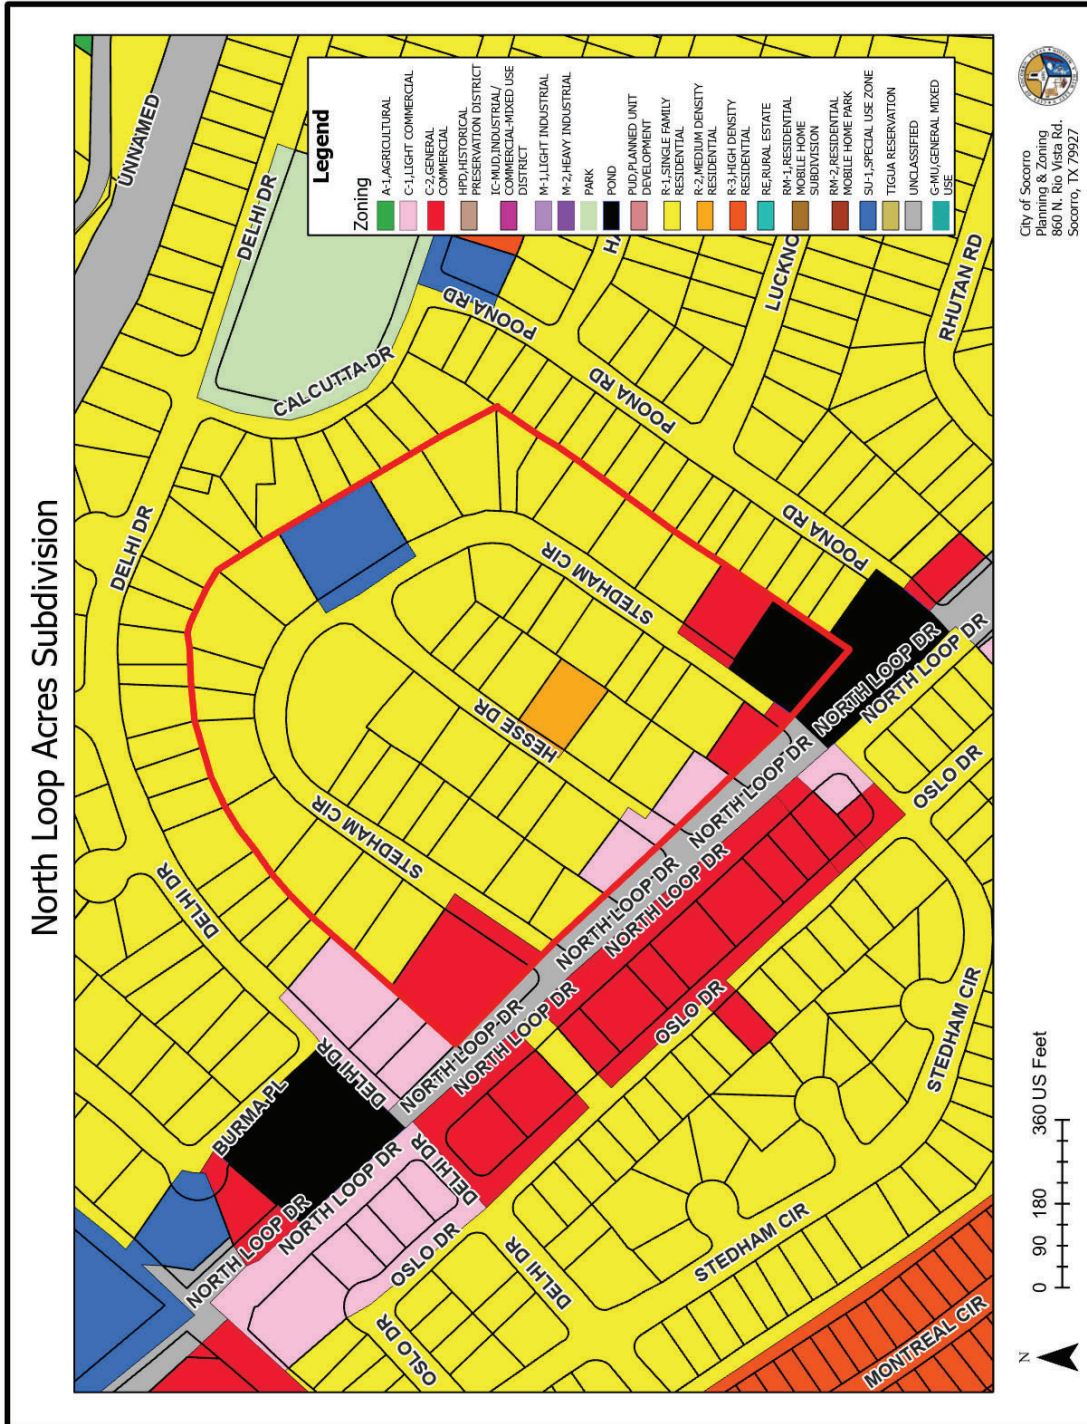 North Loop Acres Subdivision
UNNAMED
DELHI DR
DELHI DR
CALCUTTA DR
POONA RD
POONA RD
POONA RD
HA
LUCKNO
RHUTAN RD
DELHI DR
STEDHAM CIR
HESSE DR
STEDHAM CIR
NORTH LOOP DR
NORTH LOOP DR
NORTH LOOP DR
NORTH LOOP DR
NORTH LOOP DR
NORTH LOOP DR
NORTH LOOP DR
NORTH LOOP DR
NORTH LOOP DR
NORTH LOOP DR
OSLO DR
OSLO DR
DELHI DR
BURMA PL
DELHI DR
OSLO DR
OSLO DR
DELHI DR
STEDHAM CIR
STEDHAM CIR
MONTREAL CIR
Legend
Zoning
A-1,AGRICULTURAL
C-1,LIGHT COMMERCIAL
C-2,GENERAL
COMMERCIAL
HPD,HISTORICAL
PRESERVATION DISTRICT
IC-MUD,INDUSTRIAL/
COMMERCIAL-MIXED USE
DISTRICT
M-1,LIGHT INDUSTRIAL
M-2,HEAVY INDUSTRIAL
PARK
POND
PUD,PLANNED UNIT
DEVELOPMENT
R-1,SINGLE FAMILY
RESIDENTIAL
R-2,MEDIUM DENSITY
RESIDENTIAL
R-3,HIGH DENSITY
RESIDENTIAL
RE,RURAL ESTATE
RM-1,RESIDENTIAL
MOBILE HOME
SUBDIVISION
RM-2,RESIDENTIAL
MOBILE HOME PARK
SU-1,SPECIAL USE ZONE
TIGUA RESERVATION
UNCLASSIFIED
G-MU,GENERAL MIXED
USE
N
0 90 180 360 US Feet
City of Socorro
Planning & Zoning
860 N. Rio Vista Rd.
Socorro, TX 79927